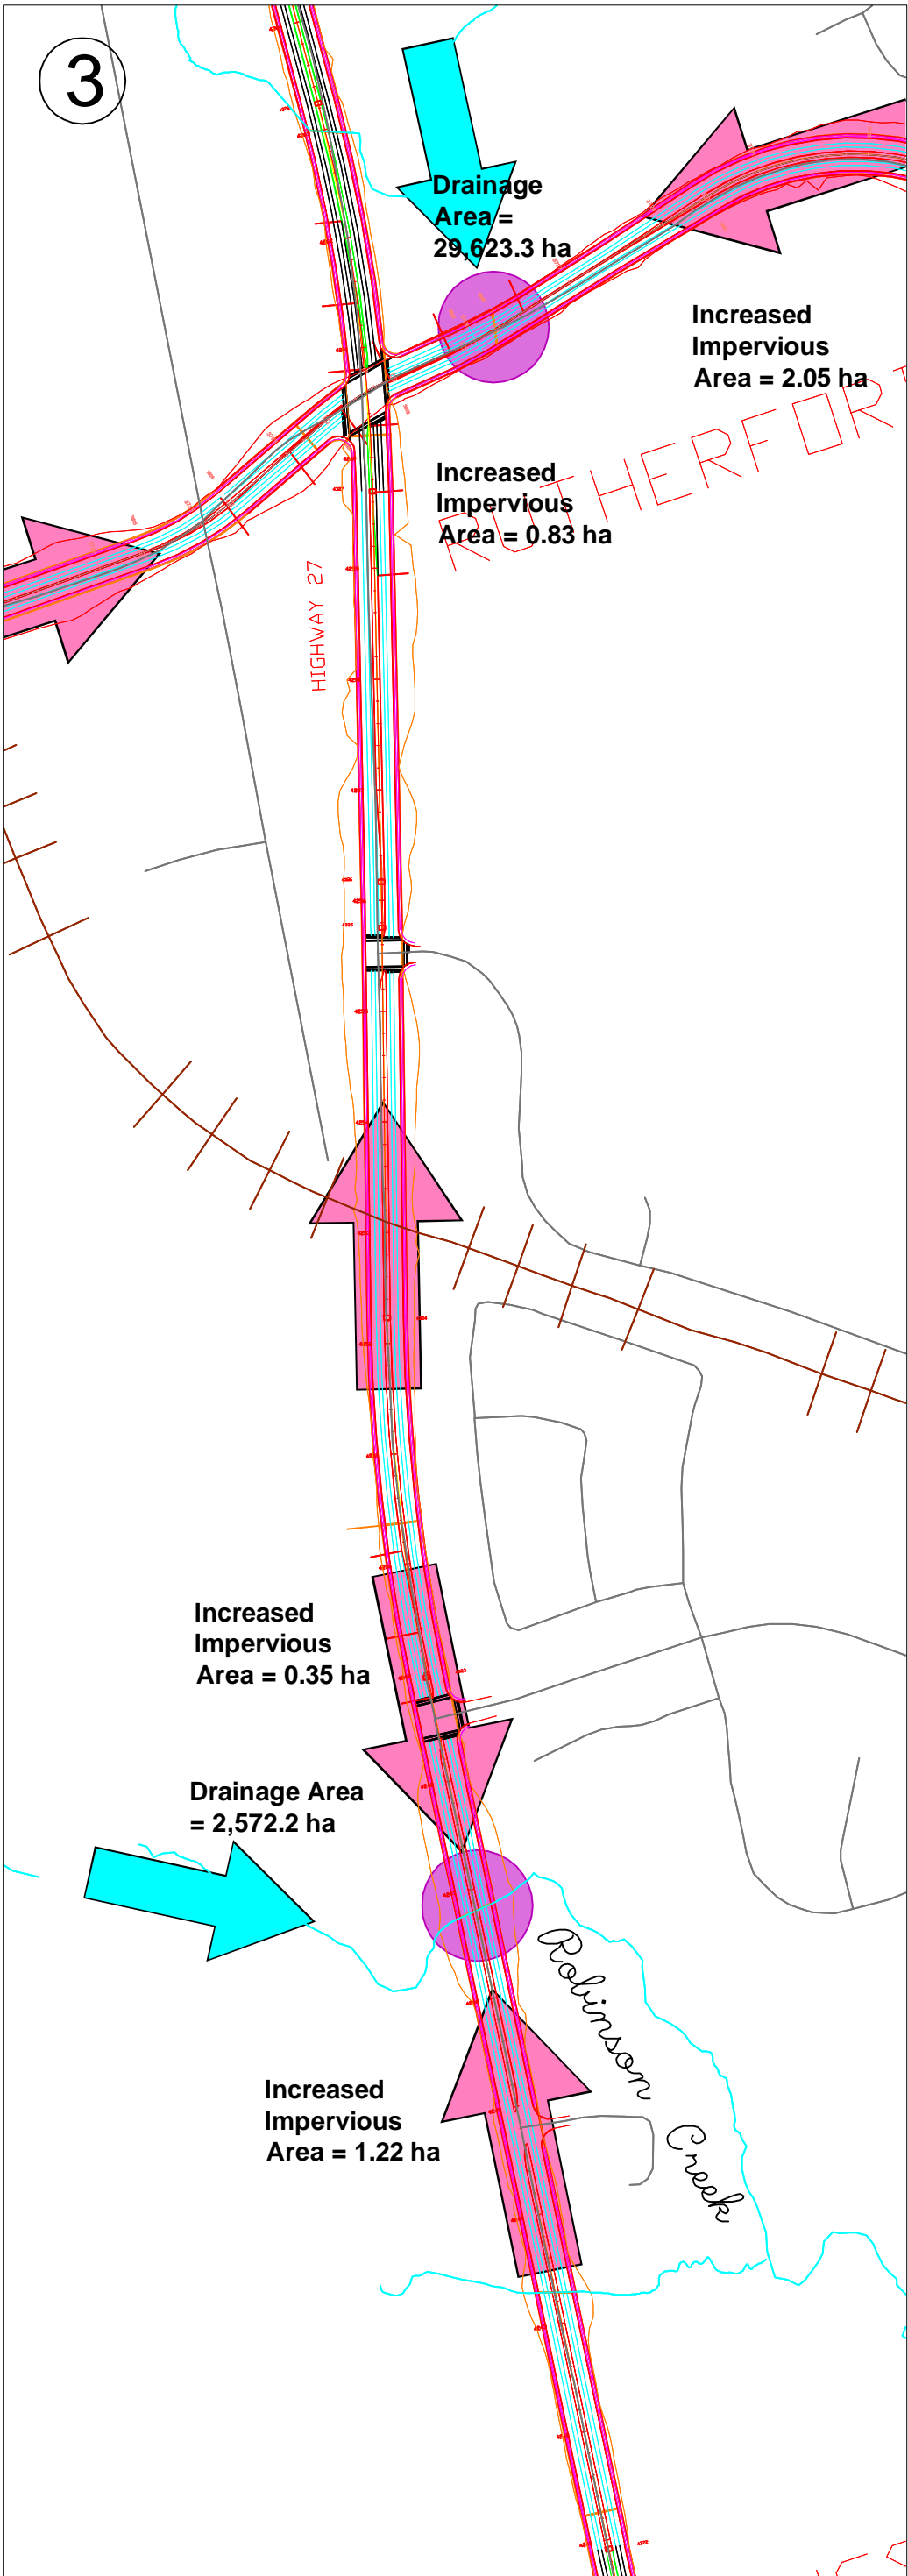 3
Drainage
Area =
29,623.3 ha
Increased
Impervious
Area = 2.05 ha
RUTHERFOR
Increased
Impervious
Area = 0.83 ha
HIGHWAY 27
Increased
Impervious
Area = 0.35 ha
Drainage Area
= 2,572.2 ha
Robinson
Creek
Increased
Impervious
Area = 1.22 ha